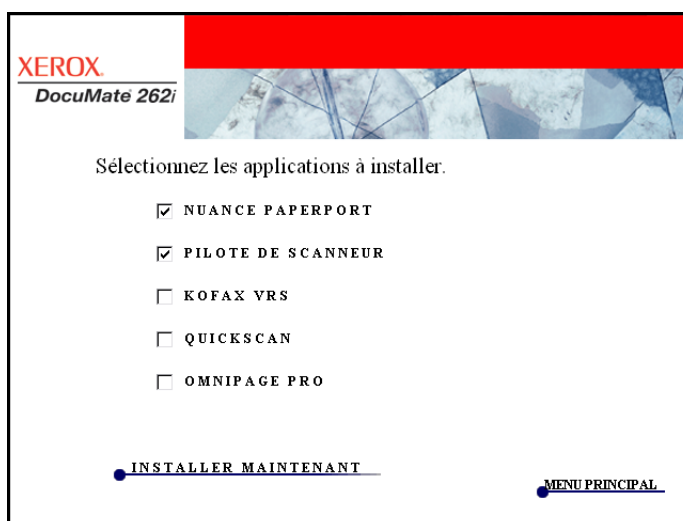 XEROX.
DocuMate 262i
Sélectionnez les applications à installer.
NUANCE PAPERPORT
PILOTE DE SCANNEUR
KOFAX VRS
QUICKSCAN
OMNIPAGE PRO
INSTALLER MAINTENANT
MENU PRINCIPAL